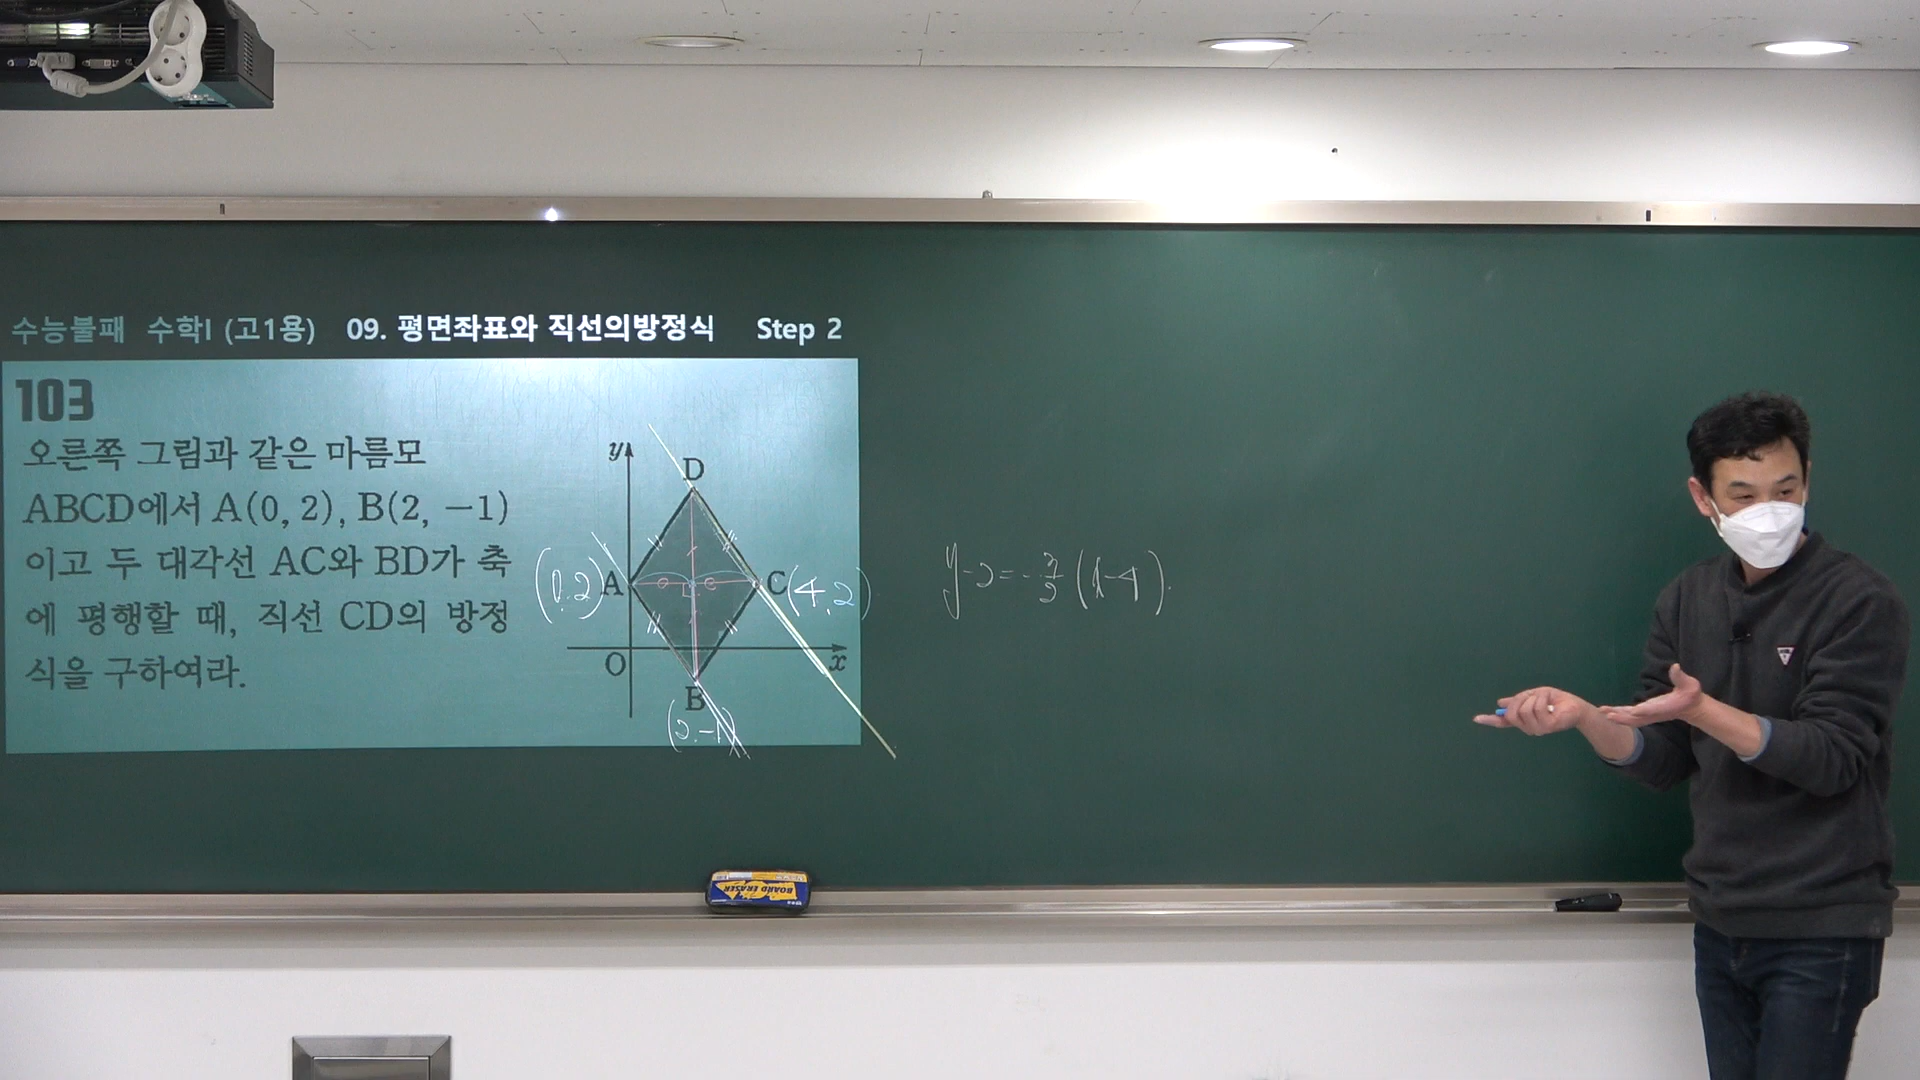 수능불패 수학I (고1용) 09. 평면좌표와 직선의방정식 Step 2
103
오른쪽 그림과 같은 마름모
ABCD에서 A(0, 2), B(2, −1)
이고 두 대각선 AC와 BD가 축
에 평행할 때, 직선 CD의 방정
식을 구하여라.
y
D
(0.2) A
C (4,2)
O
x
B
(2.-1)
y-2=-3/2(x-4).
BOARD ERASER